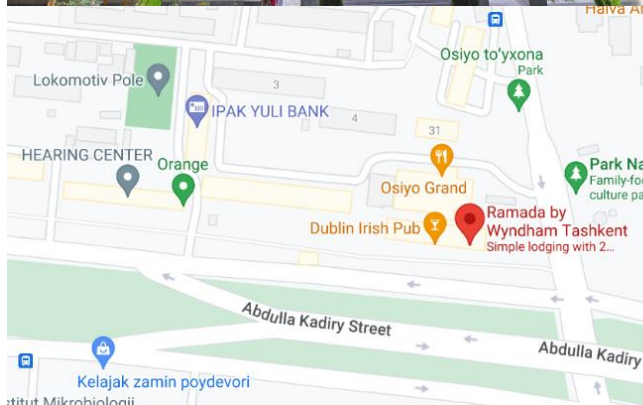 Halva A
Osiyo to'yxona
Park
Lokomotiv Pole
3
IPAK YULI BANK
4
31
HEARING CENTER
Orange
Park Na
Family-fo
culture pa
Osiyo Grand
Ramada by
Wyndham Tashkent
Simple lodging with 2...
Dublin Irish Pub
Abdulla Kadiry Street
Abdulla Kadiry
Kelajak zamin poydevori
stitut Mikrobiologii